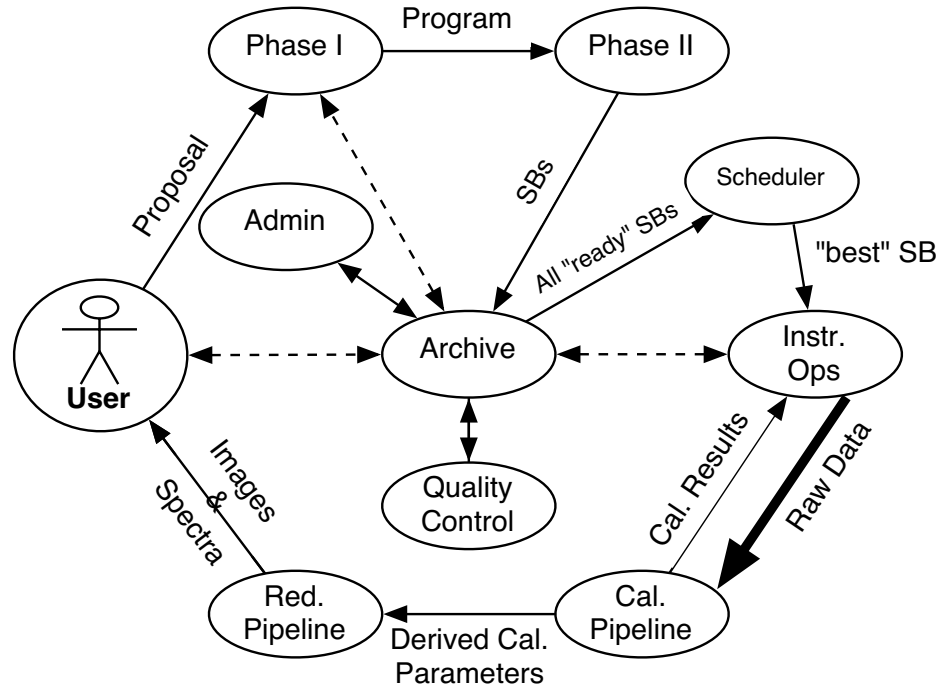 Program
Phase I
Phase II
Proposal
SBs
Scheduler
Admin
All "ready" SBs
"best" SB
User
Archive
Instr.
Ops
Images
&
Spectra
Quality
Control
Cal. Results
Raw Data
Red.
Pipeline
Cal.
Pipeline
Derived Cal.
Parameters